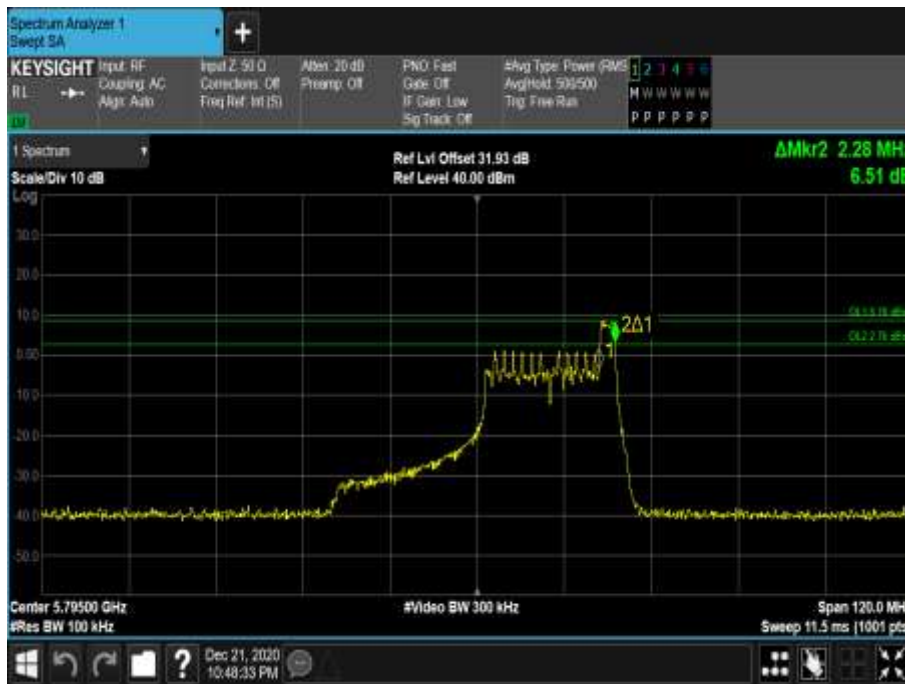 Spectrum Analyzer 1
Swept SA
+
KEYSIGHT Input: RF Input Z: 50 Ω Atten: 20 dB PNO: Fast #Avg Type: Power (RMS 1 2 3 4 5 6
RL Coupling: AC Corrections: Off Preamp: Off Gate: Off Avg|Hold: 500/500 M W W W W W
Align: Auto Freq Ref: Int (S) IF Gain: Low Trig: Free Run
Sig Track: Off P P P P P P
1 Spectrum
Ref Lvl Offset 31.93 dB ΔMkr2 2.28 MH
Scale/Div 10 dB Ref Level 40.00 dBm 6.51 dB
Log
30.0
20.0
10.0
2Δ1
0.00
1
-10.0
-20.0
-30.0
-40.0
-50.0
Center 5.79500 GHz #Video BW 300 kHz Span 120.0 MH
#Res BW 100 kHz Sweep 11.5 ms (1001 pts
? Dec 21, 2020
10:48:33 PM